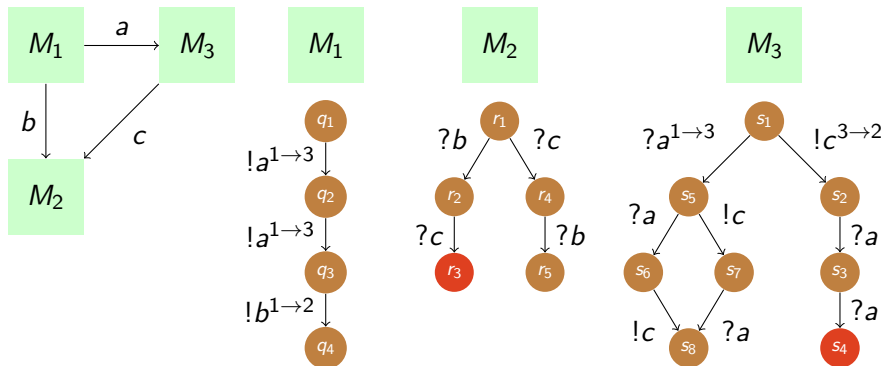 M₁ a M₃ M₁ M₂ M₃
b c
M₂
q₁
!a¹→³
q₂
!a¹→³
q₃
!b¹→²
q₄
r₁
?b ?c
r₂ r₄
?c ?b
r₃ r₅
s₁
?a¹→³ !c³→²
s₅ s₂
?a !c ?a
s₆ s₇ s₃
!c ?a ?a
s₈ s₄